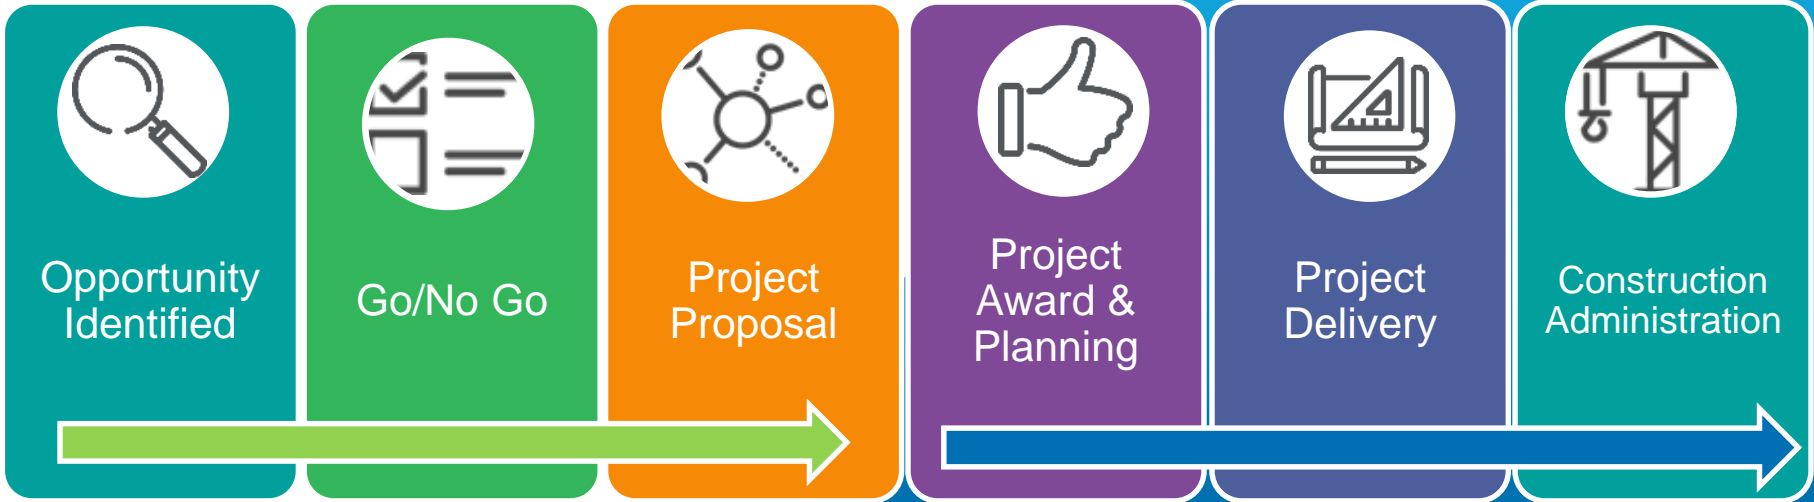 Opportunity
Identified
Go/No Go
Project
Proposal
Project
Award &
Planning
Project
Delivery
Construction
Administration